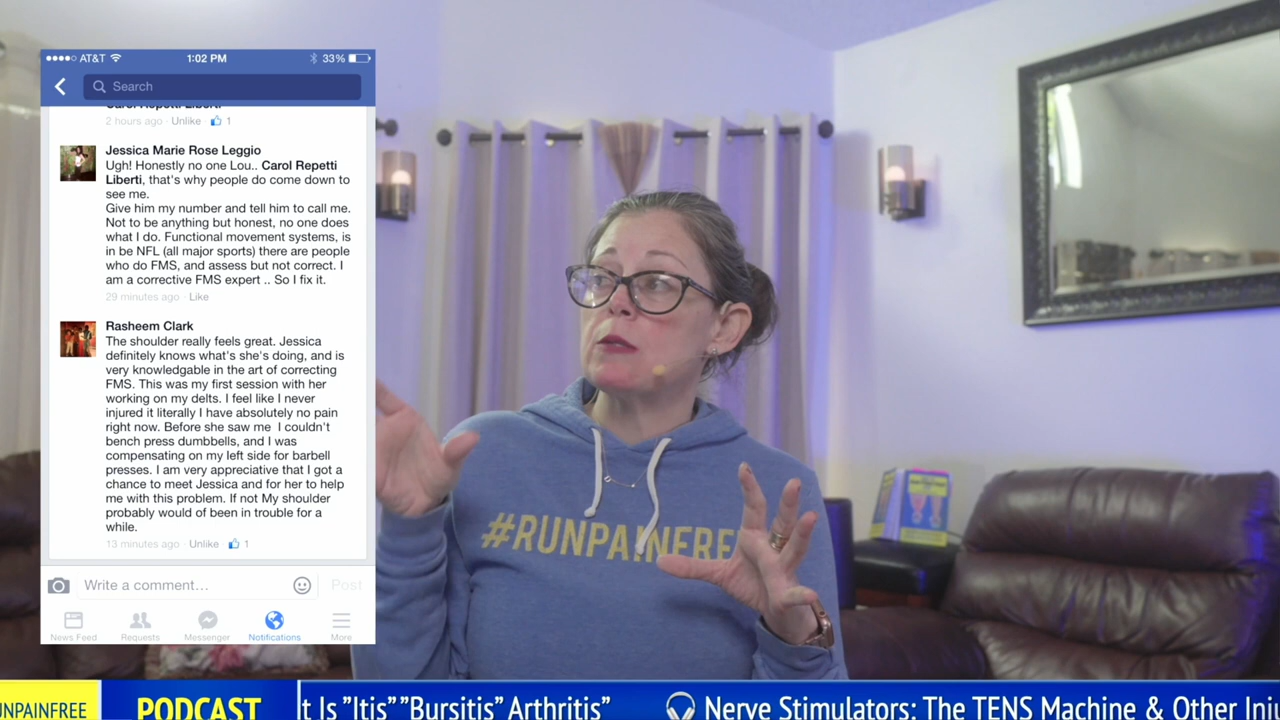 AT&T 1:02 PM 33%
Search
Carol Repetti Liberti
2 hours ago · Unlike · 1
Jessica Marie Rose Leggio
Ugh! Honestly no one Lou.. Carol Repetti
Liberti, that's why people do come down to
see me.
Give him my number and tell him to call me.
Not to be anything but honest, no one does
what I do. Functional movement systems, is
in be NFL (all major sports) there are people
who do FMS, and assess but not correct. I
am a corrective FMS expert .. So I fix it.
29 minutes ago · Like
Rasheem Clark
The shoulder really feels great. Jessica
definitely knows what's she's doing, and is
very knowledgable in the art of correcting
FMS. This was my first session with her
working on my delts. I feel like I never
injured it literally I have absolutely no pain
right now. Before she saw me I couldn't
bench press dumbbells, and I was
compensating on my left side for barbell
presses. I am very appreciative that I got a
chance to meet Jessica and for her to help
me with this problem. If not My shoulder
probably would of been in trouble for a
while.
13 minutes ago · Unlike · 1
Write a comment... Post
News Feed Requests Messenger Notifications More
#RUNPAINFREE
UNPAINFREE PODCAST t Is "Itis" "Bursitis" Arthritis" Nerve Stimulators: The TENS Machine & Other Inj